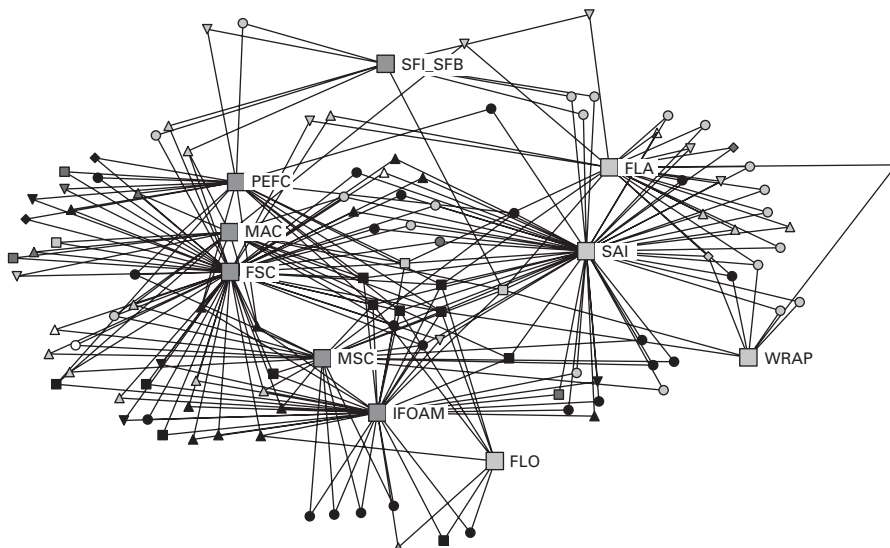 SFI_SFB
FLA
PEFC
MAC
SAI
FSC
MSC
WRAP
IFOAM
FLO